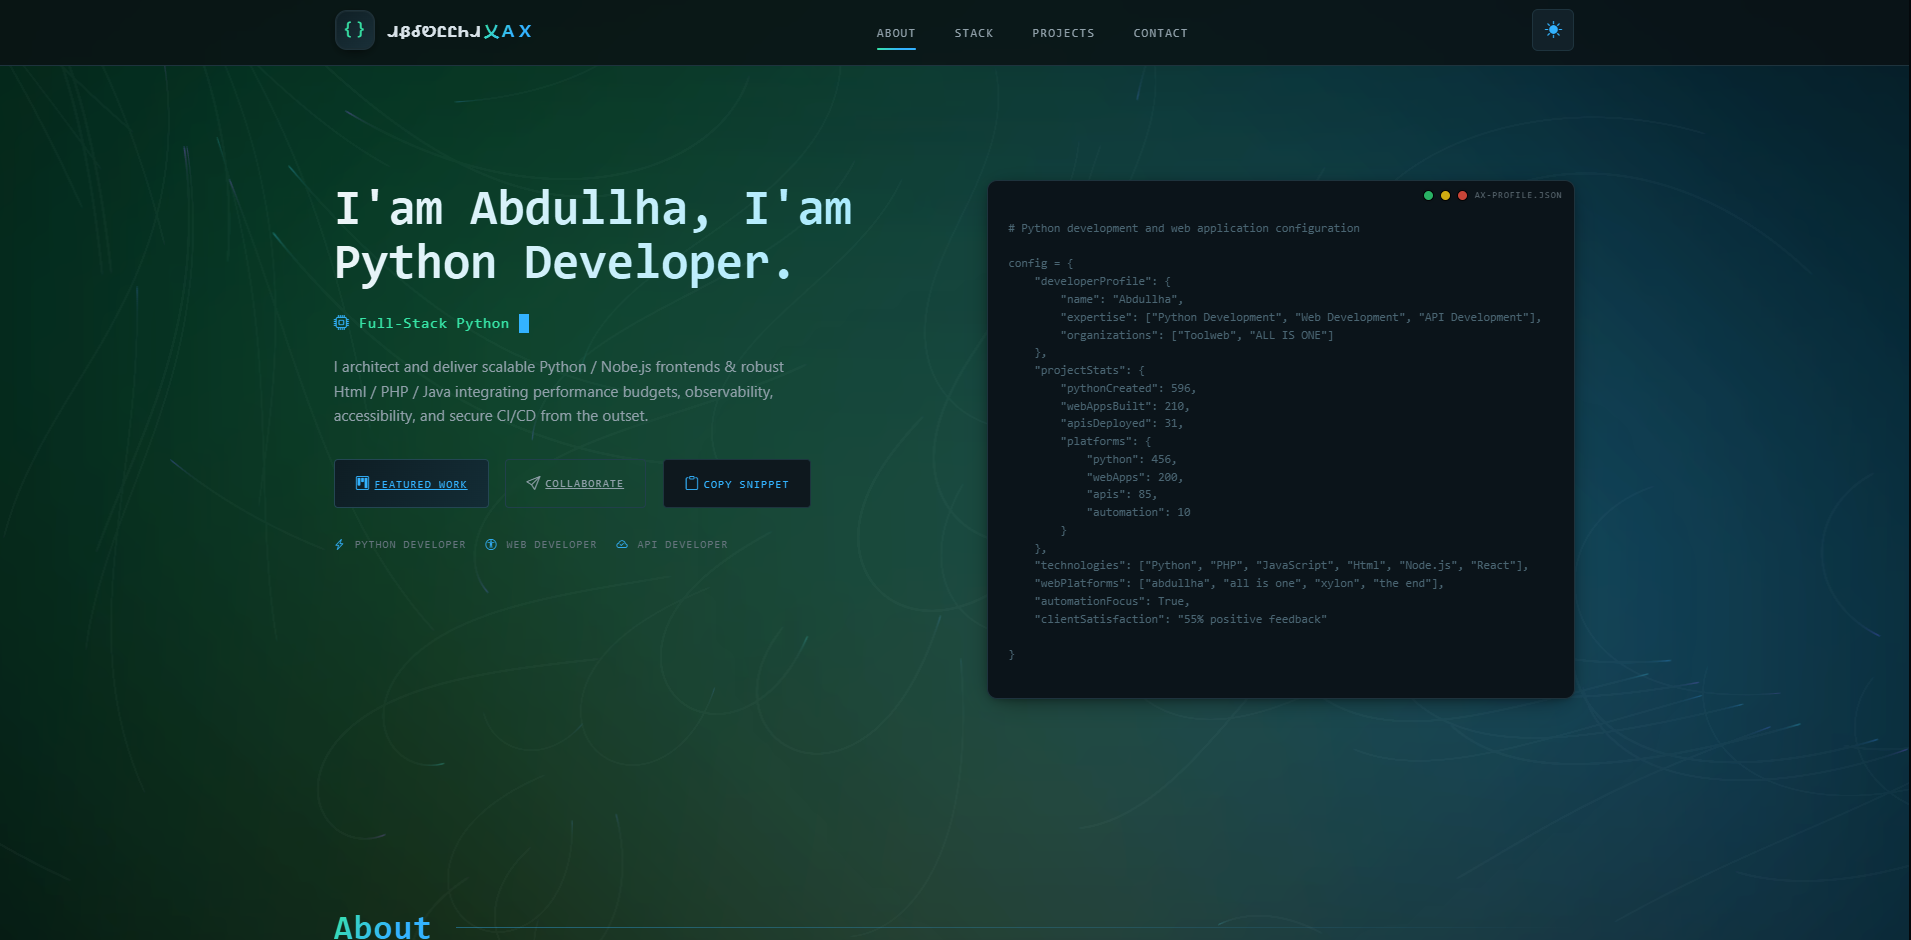 { }
ABOUT
STACK
PROJECTS
CONTACT
I'am Abdullha, I'am
Python Developer.
Full-Stack Python
I architect and deliver scalable Python / Nobe.js frontends & robust
Html / PHP / Java integrating performance budgets, observability,
accessibility, and secure CI/CD from the outset.
FEATURED WORK
COLLABORATE
COPY SNIPPET
PYTHON DEVELOPER
WEB DEVELOPER
API DEVELOPER
AX-PROFILE.JSON
# Python development and web application configuration
config = {
"developerProfile": {
"name": "Abdullha",
"expertise": ["Python Development", "Web Development", "API Development"],
"organizations": ["Toolweb", "ALL IS ONE"]
},
"projectStats": {
"pythonCreated": 596,
"webAppsBuilt": 210,
"apisDeployed": 31,
"platforms": {
"python": 456,
"webApps": 200,
"apis": 85,
"automation": 10
}
},
"technologies": ["Python", "PHP", "JavaScript", "Html", "Node.js", "React"],
"webPlatforms": ["abdullha", "all is one", "xylon", "the end"],
"automationFocus": True,
"clientSatisfaction": "55% positive feedback"
}
About